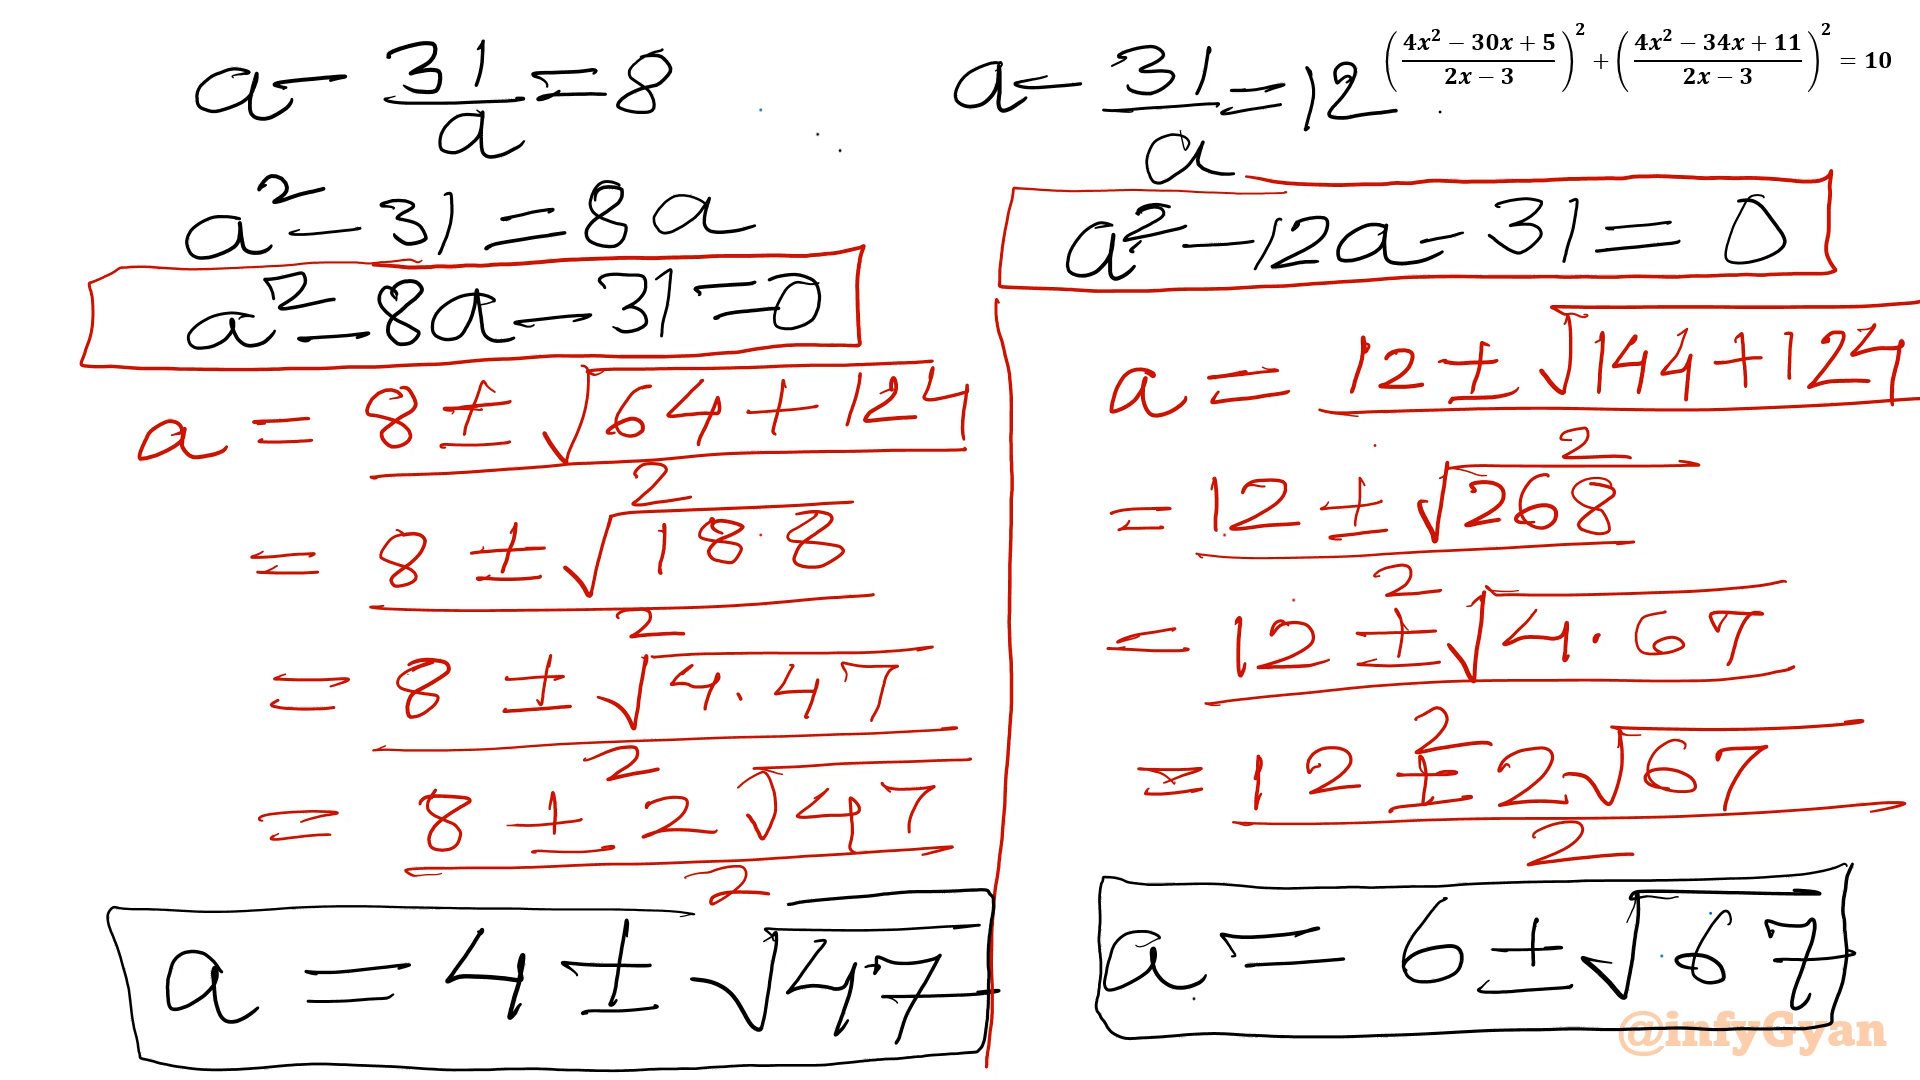 (4x² − 30x + 5 / 2x − 3)² + (4x² − 34x + 11 / 2x − 3)² = 10
a − 31/a = 8
a² − 31 = 8a
a² − 8a − 31 = 0
a = (8 ± √(64 + 124))/2
= (8 ± √188)/2
= (8 ± √(4·47))/2
= (8 ± 2√47)/2
a = 4 ± √47
a − 31/a = 12
a² − 12a − 31 = 0
a = (12 ± √(144 + 124))/2
= (12 ± √268)/2
= (12 ± √(4·67))/2
= (12 ± 2√67)/2
a = 6 ± √67
@infyGyan